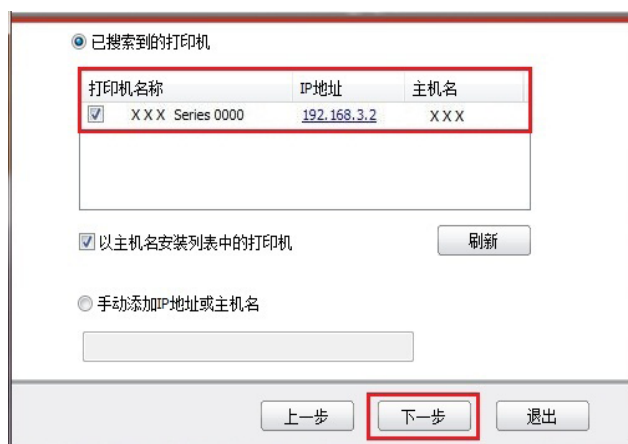 已搜索到的打印机
打印机名称 IP地址 主机名
XXX Series 0000 192.168.3.2 XXX
以主机名安装列表中的打印机 刷新
手动添加IP地址或主机名
上一步 下一步 退出